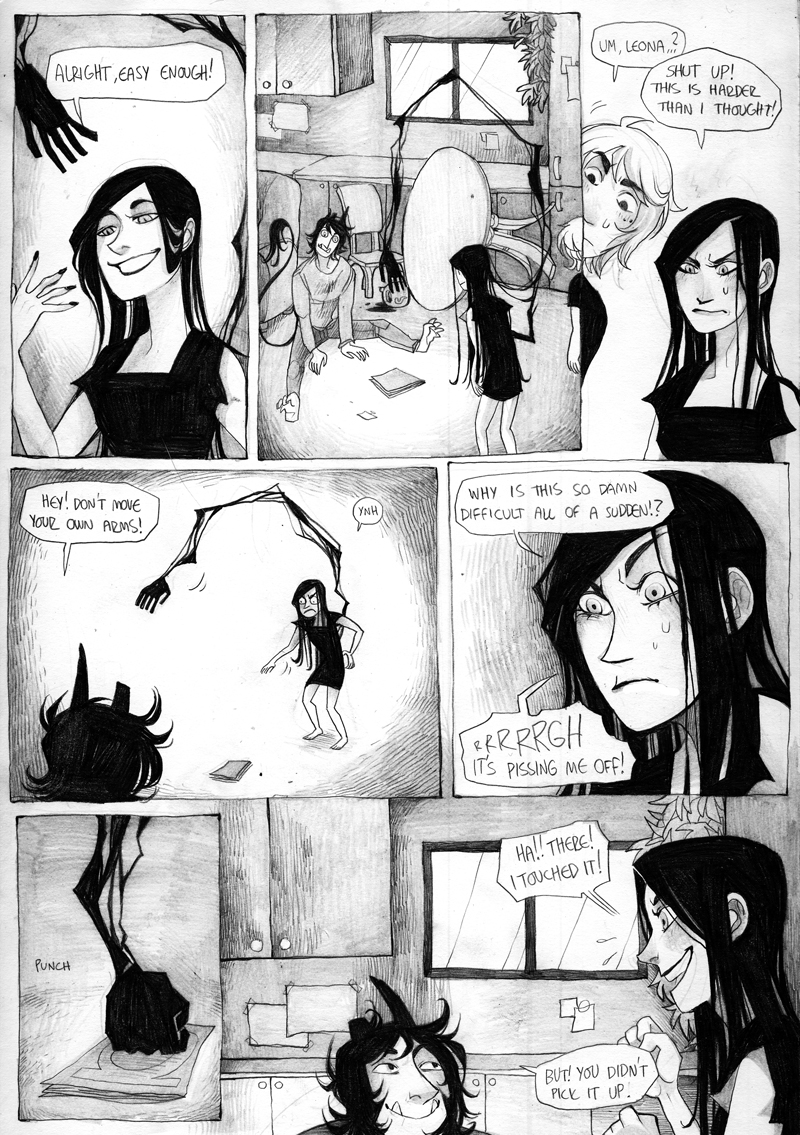 ALRIGHT, EASY ENOUGH!
UM, LEONA,,,?
SHUT UP!
THIS IS HARDER
THAN I THOUGHT!
HEY! DON'T MOVE
YOUR OWN ARMS!
YNH
WHY IS THIS SO DAMN
DIFFICULT ALL OF A SUDDEN!?
RRRRRGH
IT'S PISSING ME OFF!
PUNCH
HA!! THERE!
I TOUCHED IT!
BUT! YOU DIDN'T
PICK IT UP.